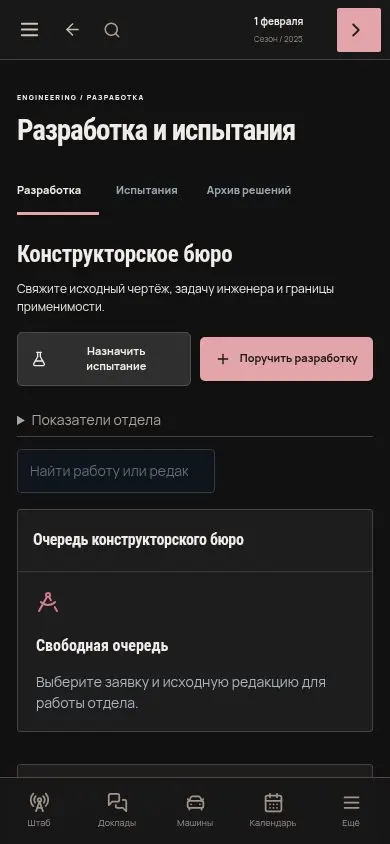 1 февраля
Сезон / 2025
ENGINEERING / РАЗРАБОТКА
Разработка и испытания
Разработка
Испытания
Архив решений
Конструкторское бюро
Свяжите исходный чертёж, задачу инженера и границы
применимости.
Назначить
испытание
Поручить разработку
Показатели отдела
Найти работу или редак
Очередь конструкторского бюро
Свободная очередь
Выберите заявку и исходную редакцию для
работы отдела.
Штаб
Доклады
Машины
Календарь
Ещё